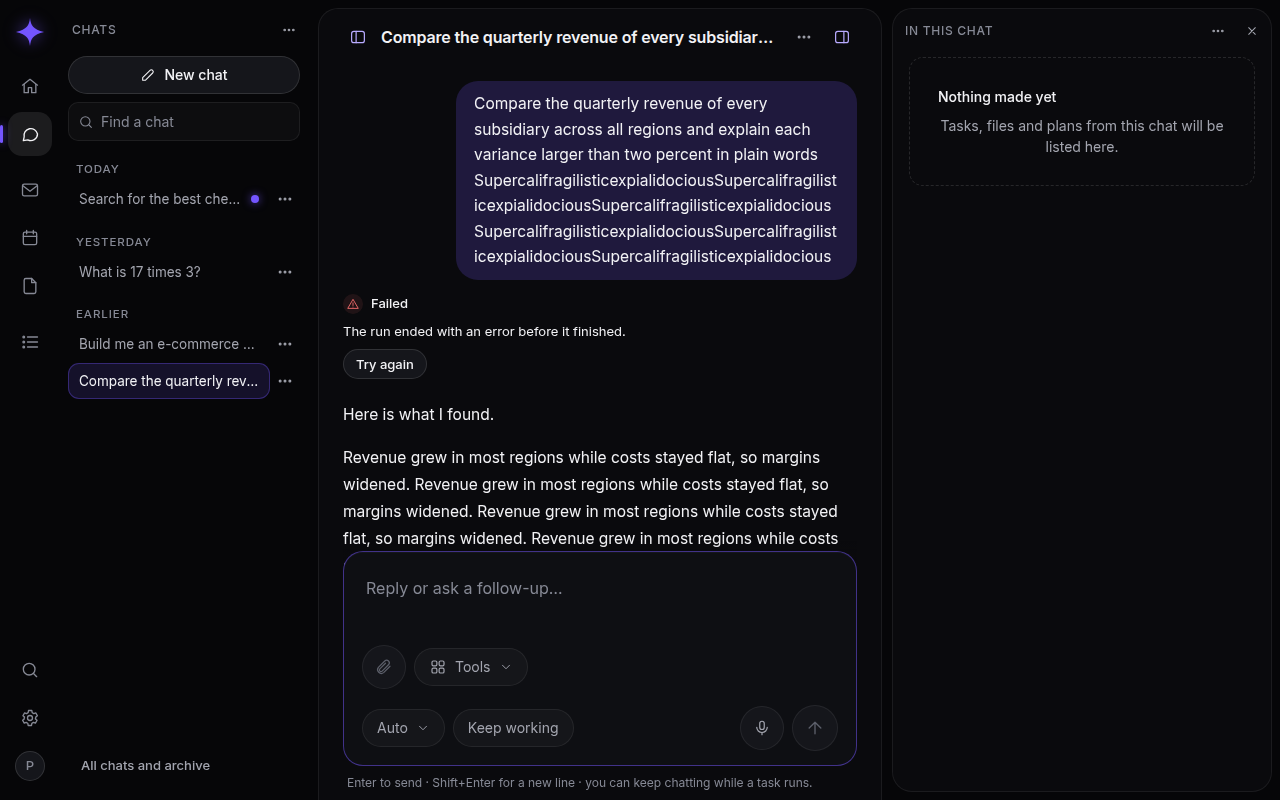 CHATS
New chat
Find a chat
TODAY
Search for the best che...
YESTERDAY
What is 17 times 3?
EARLIER
Build me an e-commerce ...
Compare the quarterly rev...
P
All chats and archive
Compare the quarterly revenue of every subsidiar...
Compare the quarterly revenue of every
subsidiary across all regions and explain each
variance larger than two percent in plain words
SupercalifragilisticexpialidociousSupercalifragilist
icexpialidociousSupercalifragilisticexpialidocious
SupercalifragilisticexpialidociousSupercalifragilist
icexpialidociousSupercalifragilisticexpialidocious
Failed
The run ended with an error before it finished.
Try again
Here is what I found.
Revenue grew in most regions while costs stayed flat, so margins
widened. Revenue grew in most regions while costs stayed flat, so
margins widened. Revenue grew in most regions while costs stayed
flat, so margins widened. Revenue grew in most regions while costs
Reply or ask a follow-up...
Tools
Auto
Keep working
Enter to send · Shift+Enter for a new line · you can keep chatting while a task runs.
IN THIS CHAT
Nothing made yet
Tasks, files and plans from this chat will be
listed here.